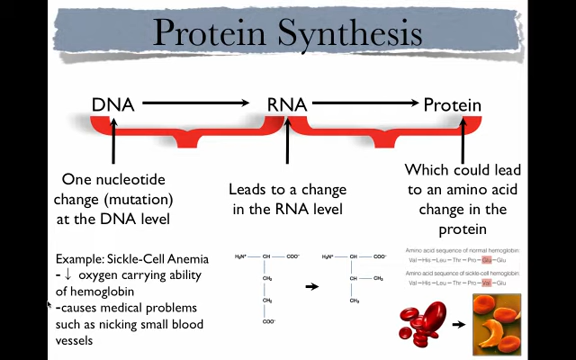 Protein Synthesis
DNA
RNA
Protein
One nucleotide
change (mutation)
at the DNA level
Leads to a change
in the RNA level
Which could lead
to an amino acid
change in the
protein
Example: Sickle-Cell Anemia
- ↓ oxygen carrying ability
of hemoglobin
-causes medical problems
such as nicking small blood
vessels
H₃N⁺ CH COO⁻
CH₂
CH₂
COO⁻
H₃N⁺ CH COO⁻
CH CH₃
CH₃
Amino acid sequence of normal hemoglobin
Val—His—Leu—Thr—Pro—Glu—Glu
Amino acid sequence of sickle-cell hemoglobin
Val—His—Leu—Thr—Pro—Val—Glu